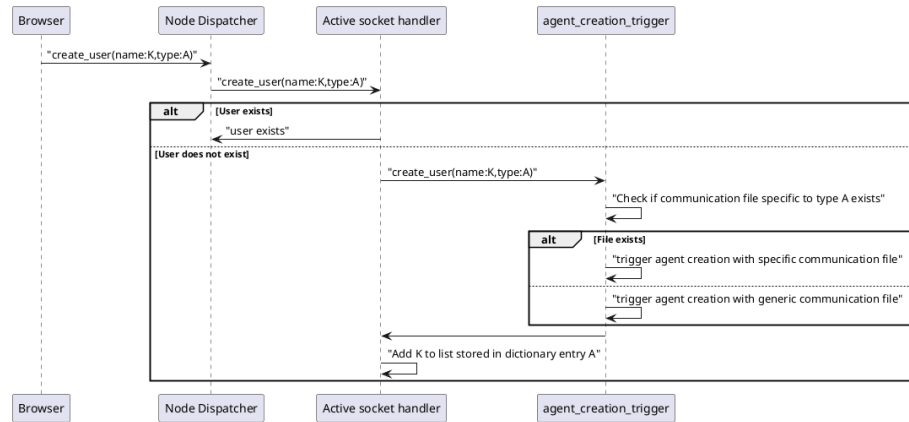 Browser
Node Dispatcher
Active socket handler
agent_creation_trigger
"create_user(name:K,type:A)"
"create_user(name:K,type:A)"
alt [User exists]
"user exists"
[User does not exist]
"create_user(name:K,type:A)"
"Check if communication file specific to type A exists"
alt [File exists]
"trigger agent creation with specific communication file"
"trigger agent creation with generic communication file"
"Add K to list stored in dictionary entry A"
Browser
Node Dispatcher
Active socket handler
agent_creation_trigger